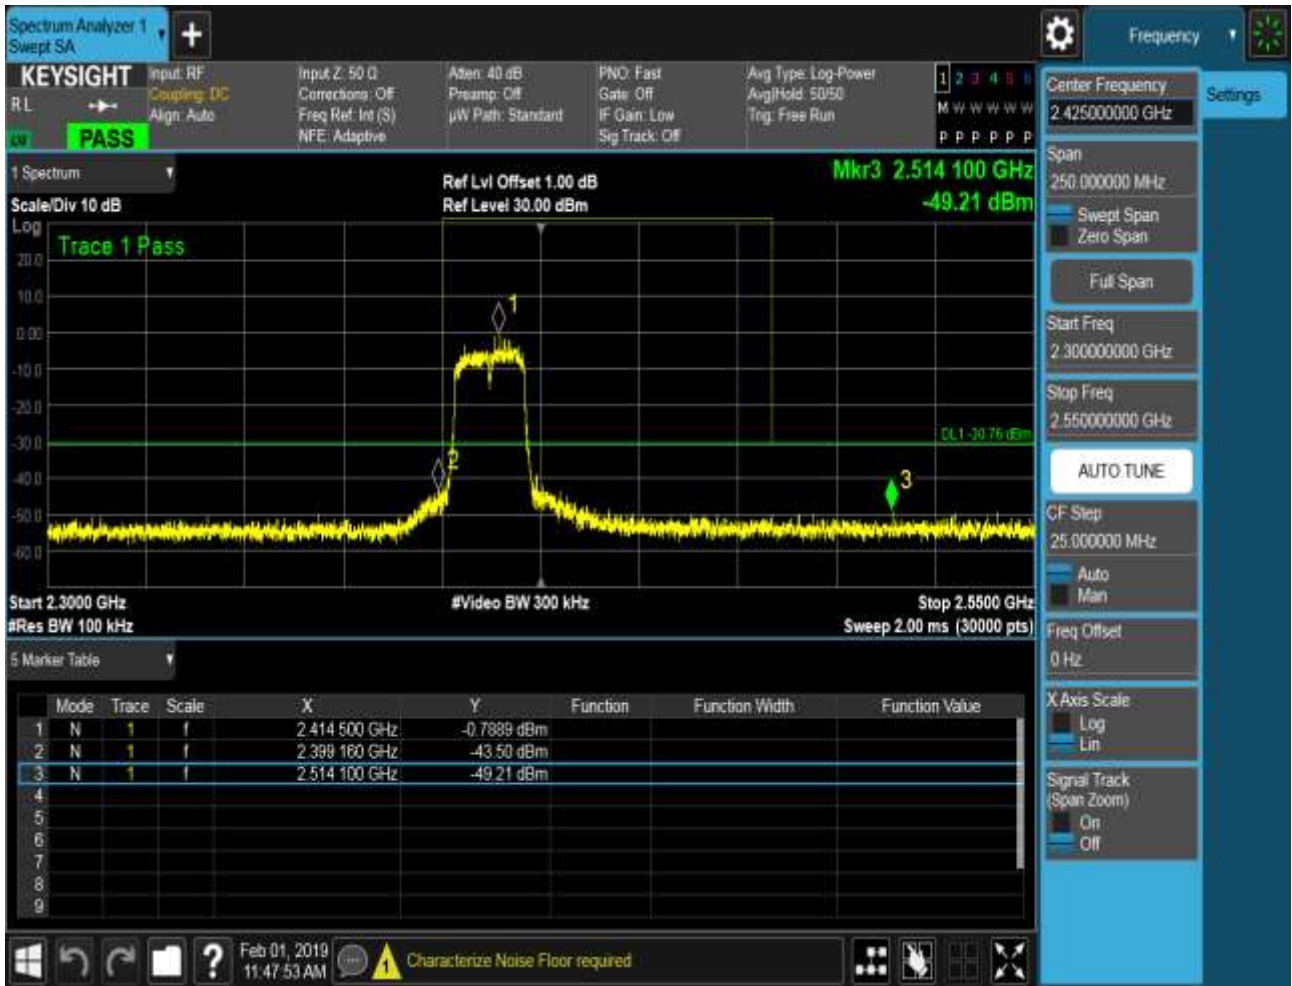 Spectrum Analyzer 1
Swept SA
+
Frequency
KEYSIGHT
RL
PASS
Input: RF
Coupling: DC
Align: Auto
Input Z: 50 Ω
Corrections: Off
Freq Ref: Int (S)
NFE: Adaptive
Atten: 40 dB
Preamp: Off
µW Path: Standard
PNO: Fast
Gate: Off
IF Gain: Low
Sig Track: Off
Avg Type: Log-Power
Avg|Hold: 50/50
Trig: Free Run
1 2 3 4 5 6
M W W W W W
P P P P P P
1 Spectrum
Scale/Div 10 dB
Ref Lvl Offset 1.00 dB
Ref Level 30.00 dBm
Mkr3 2.514 100 GHz
-49.21 dBm
Log
Trace 1 Pass
20.0
10.0
0.00
-10.0
-20.0
-30.0
-40.0
-50.0
-60.0
1
2
3
DL1 -30.76 dBm
Start 2.3000 GHz
#Res BW 100 kHz
#Video BW 300 kHz
Stop 2.5500 GHz
Sweep 2.00 ms (30000 pts)
5 Marker Table
Mode Trace Scale X Y Function Function Width Function Value
1 N 1 f 2.414 500 GHz -0.7889 dBm
2 N 1 f 2.399 160 GHz -43.50 dBm
3 N 1 f 2.514 100 GHz -49.21 dBm
4
5
6
7
8
9
Center Frequency
2.425000000 GHz
Settings
Span
250.000000 MHz
Swept Span
Zero Span
Full Span
Start Freq
2.300000000 GHz
Stop Freq
2.550000000 GHz
AUTO TUNE
CF Step
25.000000 MHz
Auto
Man
Freq Offset
0 Hz
X Axis Scale
Log
Lin
Signal Track
(Span Zoom)
On
Off
?
Feb 01, 2019
11:47:53 AM
1
Characterize Noise Floor required